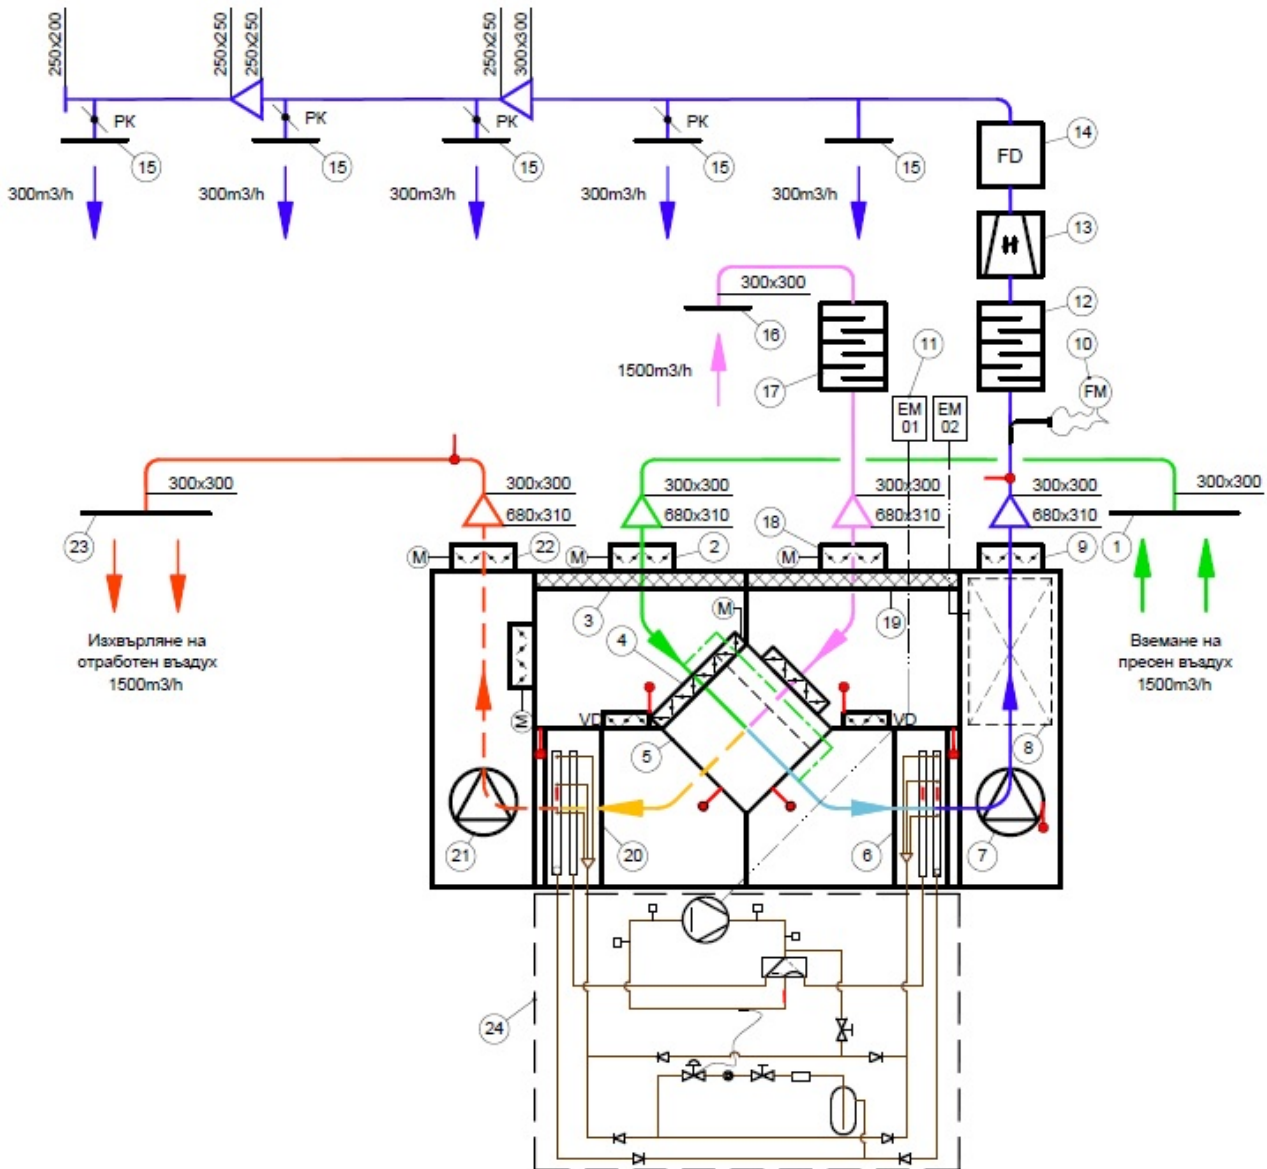 250x200
250x250
250x250
250x250
300x300
PK
PK
PK
PK
15
15
15
15
15
300m3/h
300m3/h
300m3/h
300m3/h
300m3/h
FD
14
13
H
12
10
FM
300x300
16
1500m3/h
17
11
EM
01
EM
02
300x300
300x300
300x300
300x300
300x300
300x300
680x310
680x310
680x310
680x310
23
M
22
M
2
M
18
9
1
Изхвърляне на
отработен въздух
1500m3/h
Вземане на
пресен въздух
1500m3/h
3
M
19
4
M
VD
VD
5
8
21
20
6
7
24